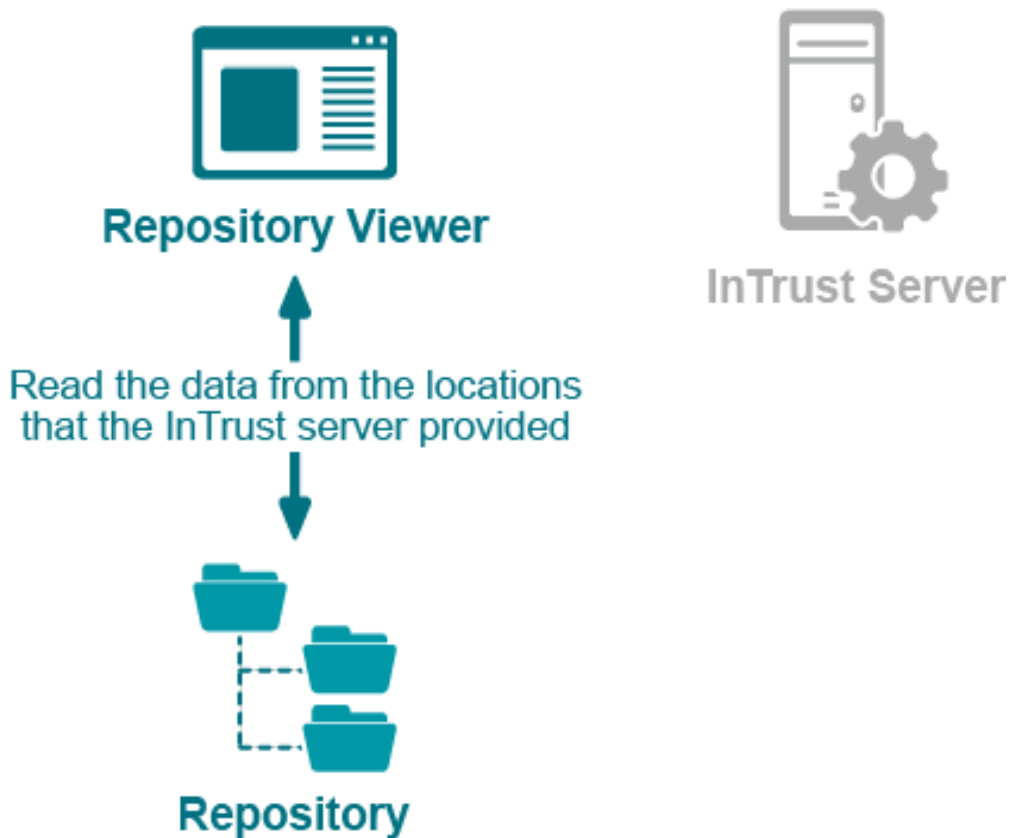 Repository Viewer
InTrust Server
Read the data from the locations
that the InTrust server provided
Repository